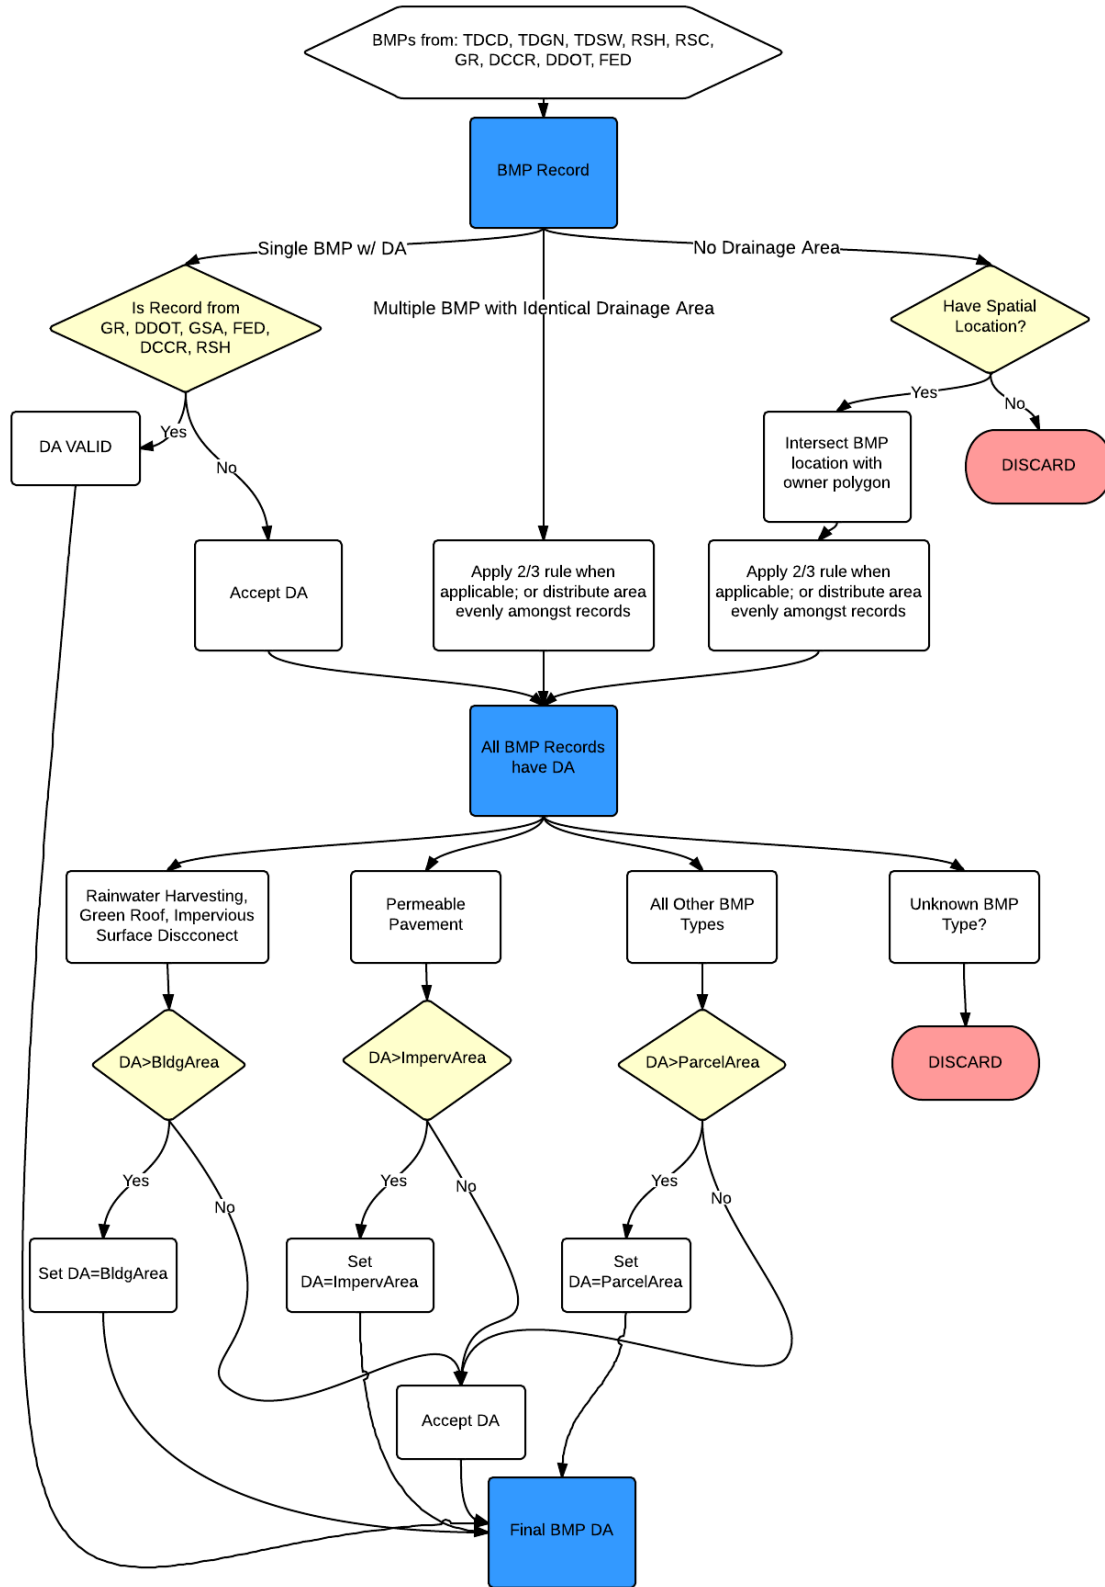 BMPs from: TDCD, TDGN, TDSW, RSH, RSC,
GR, DCCR, DDOT, FED
BMP Record
Single BMP w/ DA
No Drainage Area
Multiple BMP with Identical Drainage Area
Is Record from
GR, DDOT, GSA, FED,
DCCR, RSH
Have Spatial
Location?
Yes
No
Yes
No
DA VALID
Intersect BMP
location with
owner polygon
DISCARD
Accept DA
Apply 2/3 rule when
applicable; or distribute area
evenly amongst records
Apply 2/3 rule when
applicable; or distribute area
evenly amongst records
All BMP Records
have DA
Rainwater Harvesting,
Green Roof, Impervious
Surface Discconect
Permeable
Pavement
All Other BMP
Types
Unknown BMP
Type?
DA>BldgArea
DA>ImpervArea
DA>ParcelArea
DISCARD
Yes
No
Yes
No
Yes
No
Set DA=BldgArea
Set
DA=ImpervArea
Set
DA=ParcelArea
Accept DA
Final BMP DA